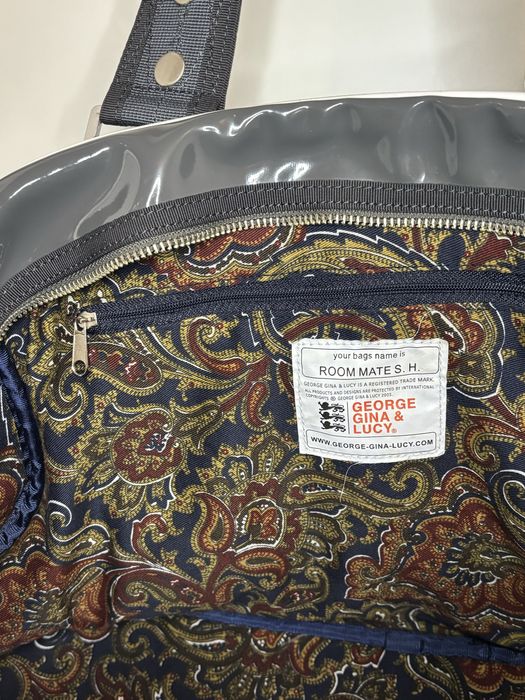 your bags name is
ROOM MATE S. H.
GEORGE GINA & LUCY IS A REGISTERED TRADE MARK.
ALL PRODUCTS AND DESIGNS ARE PROTECTED BY INTERNATIONAL
COPYRIGHTS © GEORGE GINA & LUCY 2003.
GEORGE
GINA &
LUCY®
WWW.GEORGE-GINA-LUCY.COM